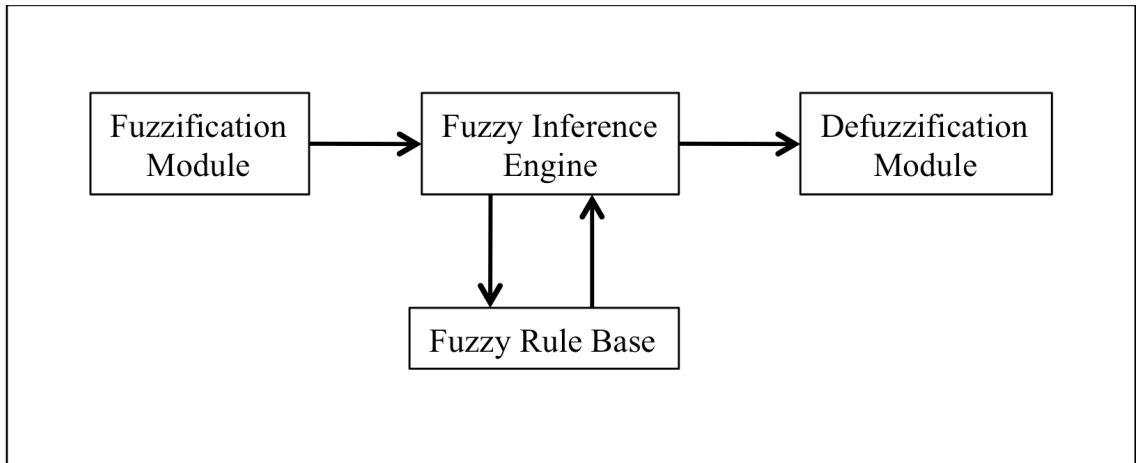 Fuzzification
Module
Fuzzy Inference
Engine
Defuzzification
Module
Fuzzy Rule Base